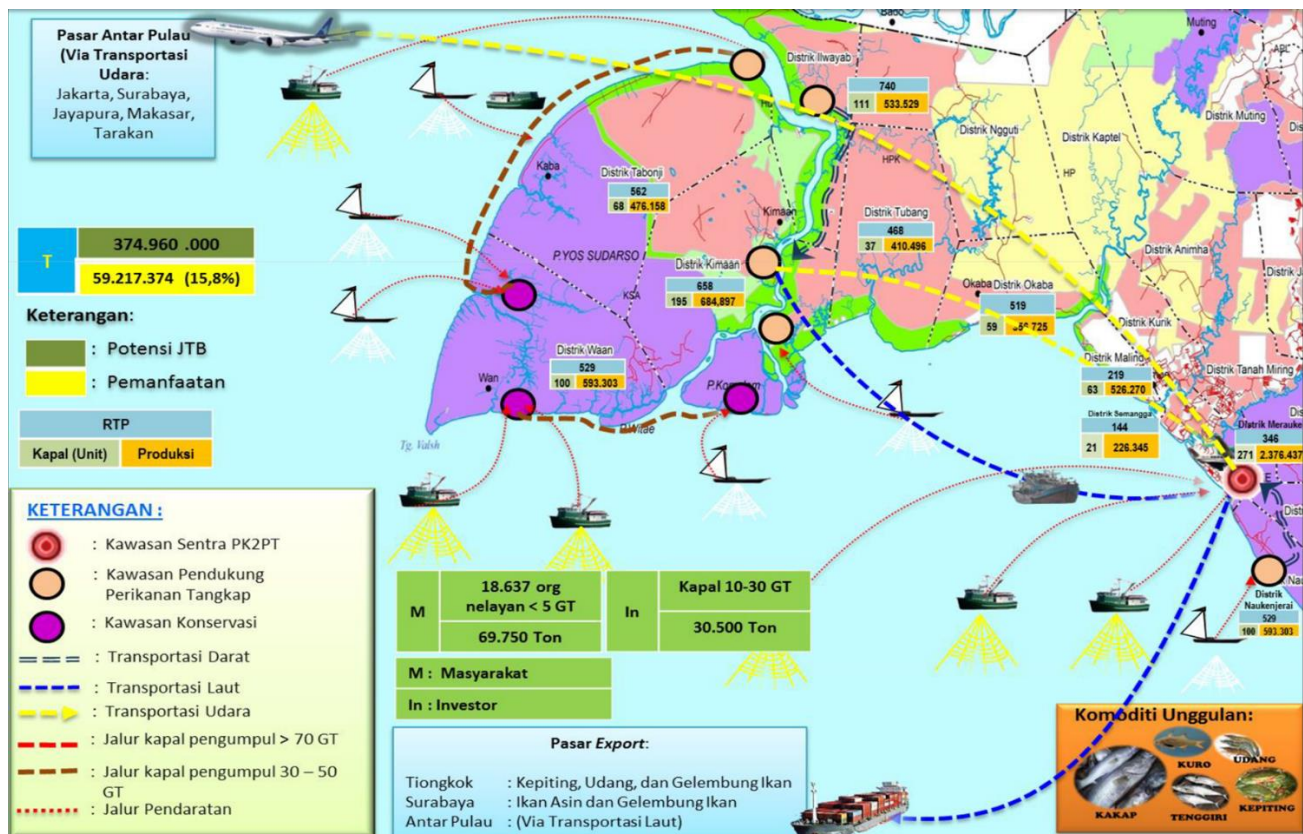 Pasar Antar Pulau
(Via Transportasi
Udara:
Jakarta, Surabaya,
Jayapura, Makasar,
Tarakan
T
374.960 .000
59.217.374 (15,8%)
Keterangan:
: Potensi JTB
: Pemanfaatan
RTP
Kapal (Unit) Produksi
KETERANGAN :
: Kawasan Sentra PK2PT
: Kawasan Pendukung
Perikanan Tangkap
: Kawasan Konservasi
: Transportasi Darat
: Transportasi Laut
: Transportasi Udara
: Jalur kapal pengumpul > 70 GT
: Jalur kapal pengumpul 30 – 50
GT
: Jalur Pendaratan
Bado
Muting
Distrik Ilwayab
740
111 533.529
Distrik Muting
Distrik Ngguti
Distrik Kaptel
HPK
HP
Kaba
Distrik Tabonji
562
68 476.158
Kimaan
Distrik Tubang
468
37 410.496
Distrik Animha
P.YOS SUDARSO
KSA
Distrik Kimaan
658
195 684,897
Okaba
Distrik Okaba
519
59
Distrik Kurik
Distrik Waan
529
100 593.303
Wan
Tg. Valsh
Distrik Malind
219
63 526.270
Distrik Tanah Miring
Distrik Semangga
144
21 226.345
Distrik Merauke
346
271 2.376.437
Distrik
Naukenjerai
529
100 593.303
M
18.637 org
nelayan < 5 GT
69.750 Ton
In
Kapal 10-30 GT
30.500 Ton
M : Masyarakat
In : Investor
Pasar Export:
Tiongkok : Kepiting, Udang, dan Gelembung Ikan
Surabaya : Ikan Asin dan Gelembung Ikan
Antar Pulau : (Via Transportasi Laut)
Komoditi Unggulan:
KURO
UDANG
KAKAP
TENGGIRI
KEPITING